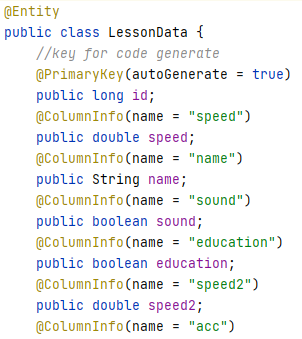 @Entity
public class LessonData {
    //key for code generate
    @PrimaryKey(autoGenerate = true)
    public long id;
    @ColumnInfo(name = "speed")
    public double speed;
    @ColumnInfo(name = "name")
    public String name;
    @ColumnInfo(name = "sound")
    public boolean sound;
    @ColumnInfo(name = "education")
    public boolean education;
    @ColumnInfo(name = "speed2")
    public double speed2;
    @ColumnInfo(name = "acc")